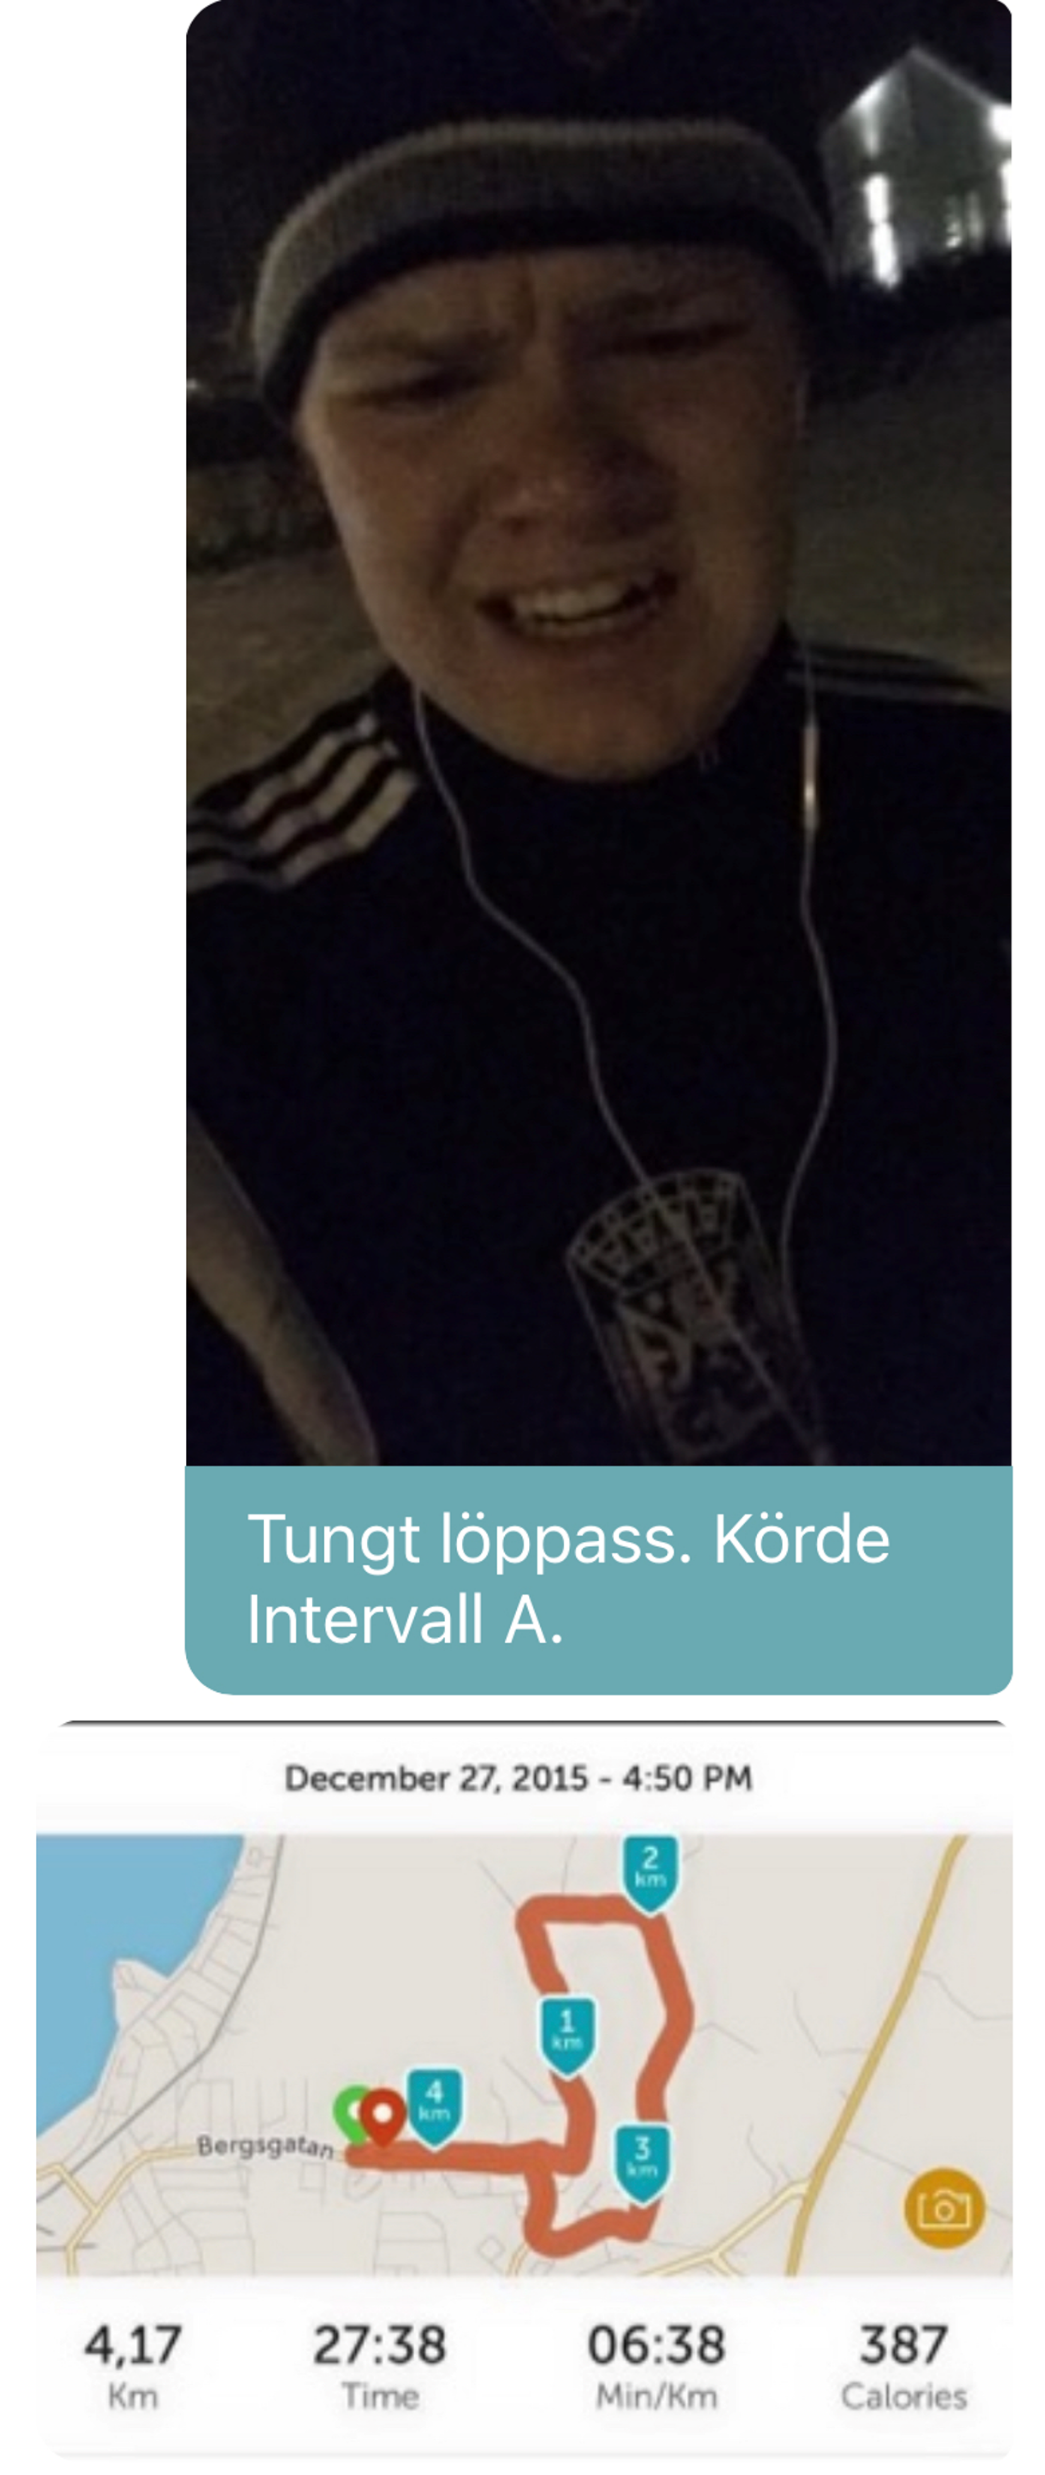 Tungt löppass. Körde
Intervall A.
December 27, 2015 - 4:50 PM
2
km
1
km
4
km
3
km
Bergsgatan
4,17 27:38 06:38 387
Km Time Min/Km Calories